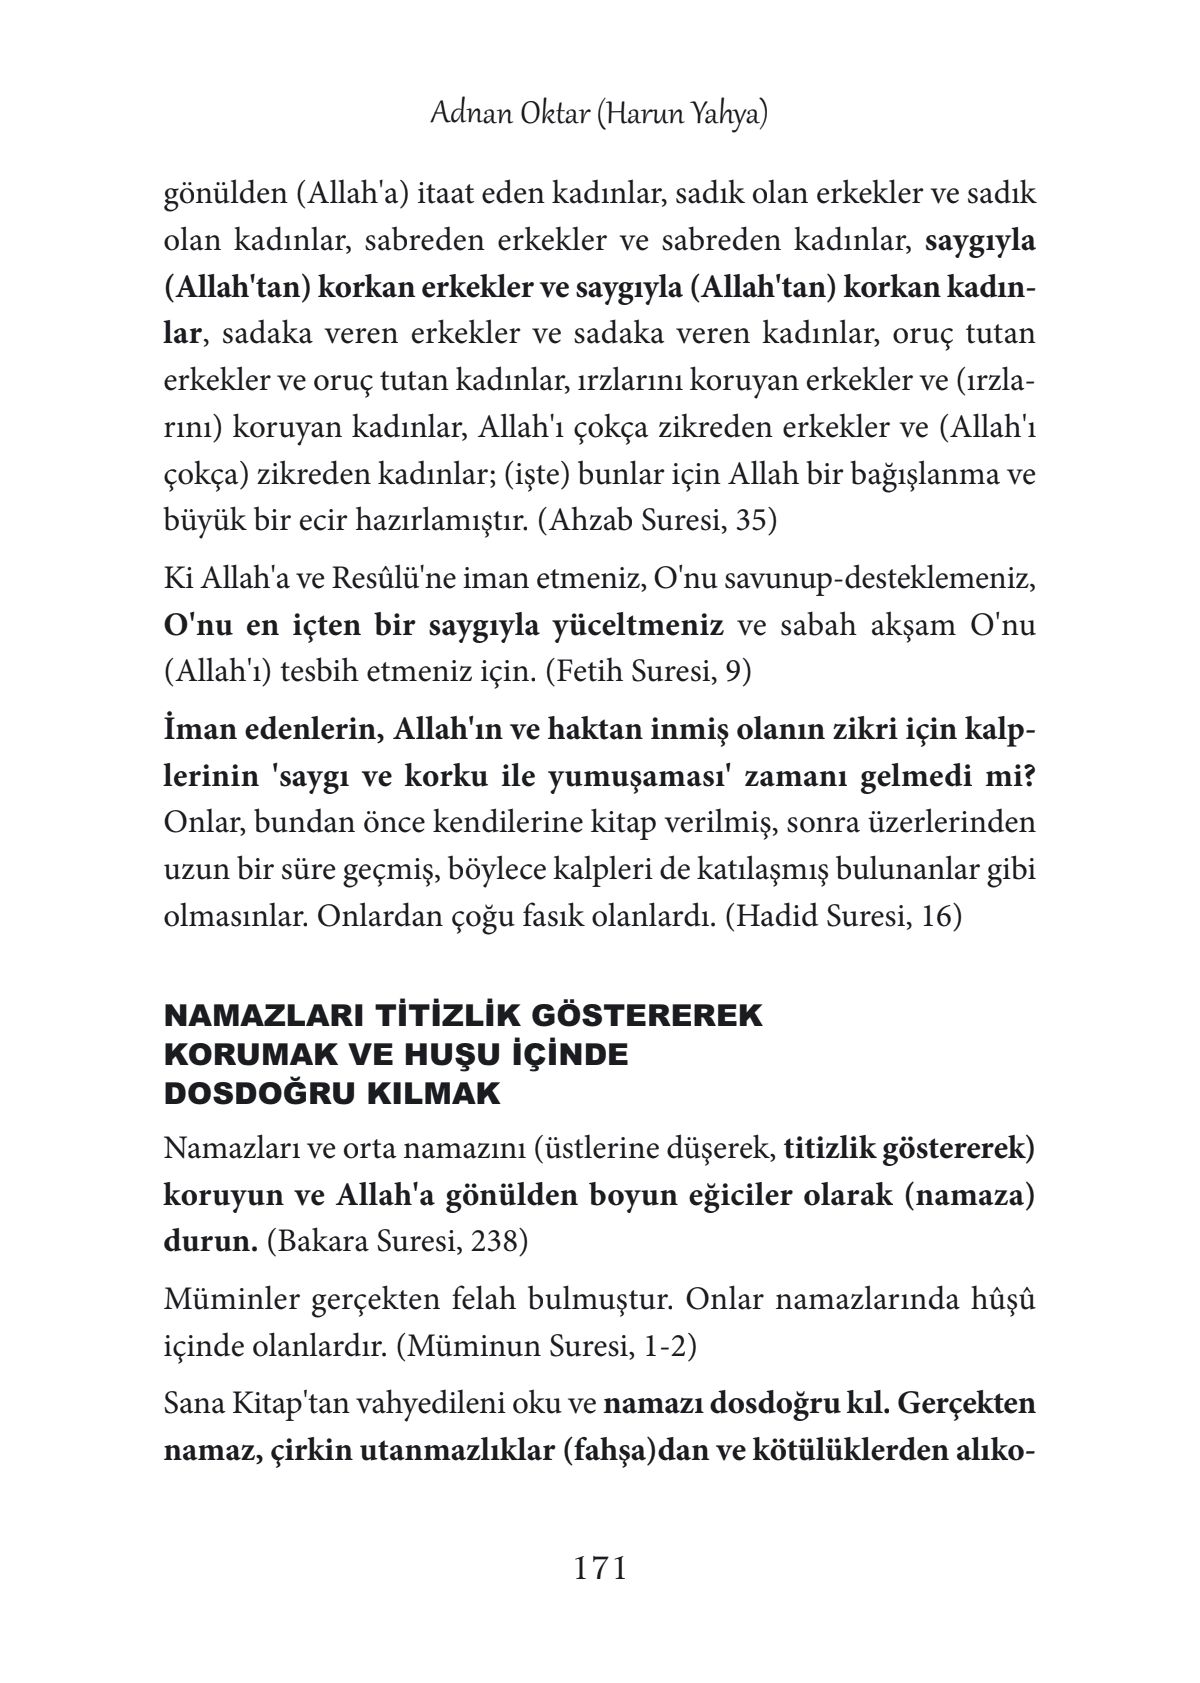 Adnan Oktar (Harun Yahya)
gönülden (Allah'a) itaat eden kadınlar, sadık olan erkekler ve sadık
olan kadınlar, sabreden erkekler ve sabreden kadınlar, saygıyla
(Allah'tan) korkan erkekler ve saygıyla (Allah'tan) korkan kadın-
lar, sadaka veren erkekler ve sadaka veren kadınlar, oruç tutan
erkekler ve oruç tutan kadınlar, ırzlarını koruyan erkekler ve (ırzla-
rını) koruyan kadınlar, Allah'ı çokça zikreden erkekler ve (Allah'ı
çokça) zikreden kadınlar; (işte) bunlar için Allah bir bağışlanma ve
büyük bir ecir hazırlamıştır. (Ahzab Suresi, 35)
Ki Allah'a ve Resûlü'ne iman etmeniz, O'nu savunup-desteklemeniz,
O'nu en içten bir saygıyla yüceltmeniz ve sabah akşam O'nu
(Allah'ı) tesbih etmeniz için. (Fetih Suresi, 9)
İman edenlerin, Allah'ın ve haktan inmiş olanın zikri için kalp-
lerinin 'saygı ve korku ile yumuşaması' zamanı gelmedi mi?
Onlar, bundan önce kendilerine kitap verilmiş, sonra üzerlerinden
uzun bir süre geçmiş, böylece kalpleri de katılaşmış bulunanlar gibi
olmasınlar. Onlardan çoğu fasık olanlardı. (Hadid Suresi, 16)
NAMAZLARI TİTİZLİK GÖSTEREREK
KORUMAK VE HUŞU İÇİNDE
DOSDOĞRU KILMAK
Namazları ve orta namazını (üstlerine düşerek, titizlik göstererek)
koruyun ve Allah'a gönülden boyun eğiciler olarak (namaza)
durun. (Bakara Suresi, 238)
Müminler gerçekten felah bulmuştur. Onlar namazlarında hûşû
içinde olanlardır. (Müminun Suresi, 1-2)
Sana Kitap'tan vahyedileni oku ve namazı dosdoğru kıl. Gerçekten
namaz, çirkin utanmazlıklar (fahşa)dan ve kötülüklerden alıko-
171